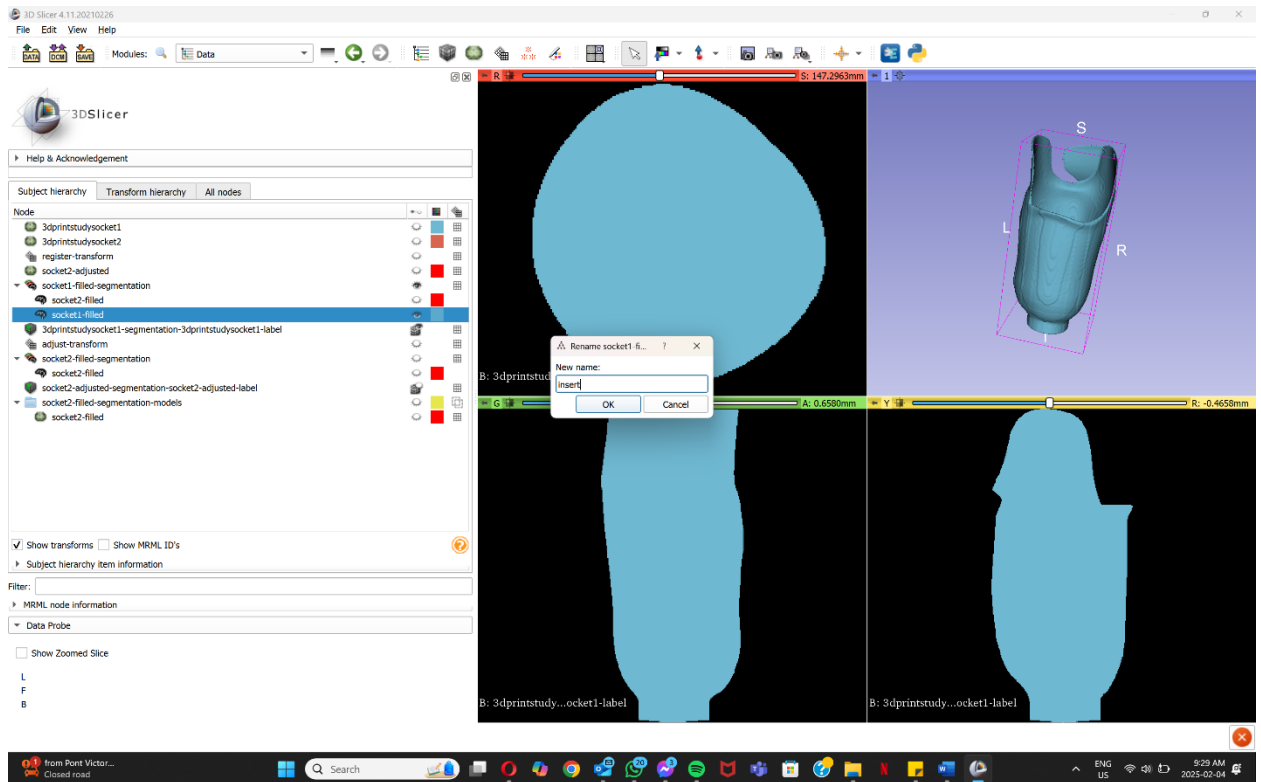 3D Slicer 4.11.20210226
File Edit View Help
DATA DCM SAVE Modules: Data
R S: 147.2963mm 1
3DSlicer
Help & Acknowledgement
Subject hierarchy Transform hierarchy All nodes
Node
3dprintstudysocket1
3dprintstudysocket2
register-transform
socket2-adjusted
socket1-filled-segmentation
socket2-filled
socket1-filled
3dprintstudysocket1-segmentation-3dprintstudysocket1-label
adjust-transform
socket2-filled-segmentation
socket2-filled
socket2-adjusted-segmentation-socket2-adjusted-label
socket2-filled-segmentation-models
socket2-filled
Show transforms Show MRML ID's
Subject hierarchy item information
Filter:
MRML node information
Data Probe
Show Zoomed Slice
L
F
B
B: 3dprintstud
Rename socket1-fi... ? X
New name:
insert
OK Cancel
S
L
R
I
G A: 0.6580mm
Y R: -0.4658mm
B: 3dprintstudy...ocket1-label
B: 3dprintstudy...ocket1-label
from Pont Victor...
Closed road
Search
20
3
ENG
US
9:29 AM
2025-02-04